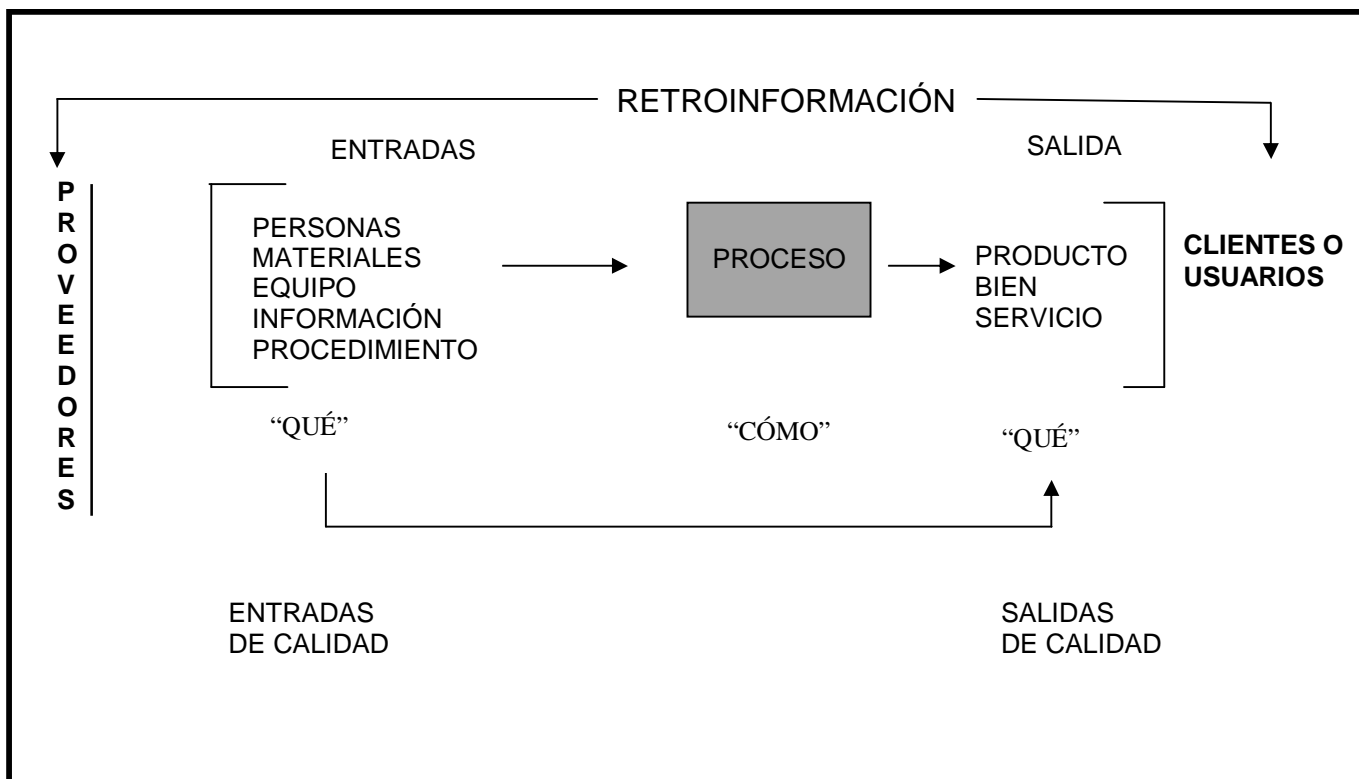 RETROINFORMACIÓN
ENTRADAS
SALIDA
PROVEEDORES
PERSONAS
MATERIALES
EQUIPO
INFORMACIÓN
PROCEDIMIENTO
PROCESO
PRODUCTO
BIEN
SERVICIO
CLIENTES O
USUARIOS
“QUÉ”
“CÓMO”
“QUÉ”
ENTRADAS
DE CALIDAD
SALIDAS
DE CALIDAD